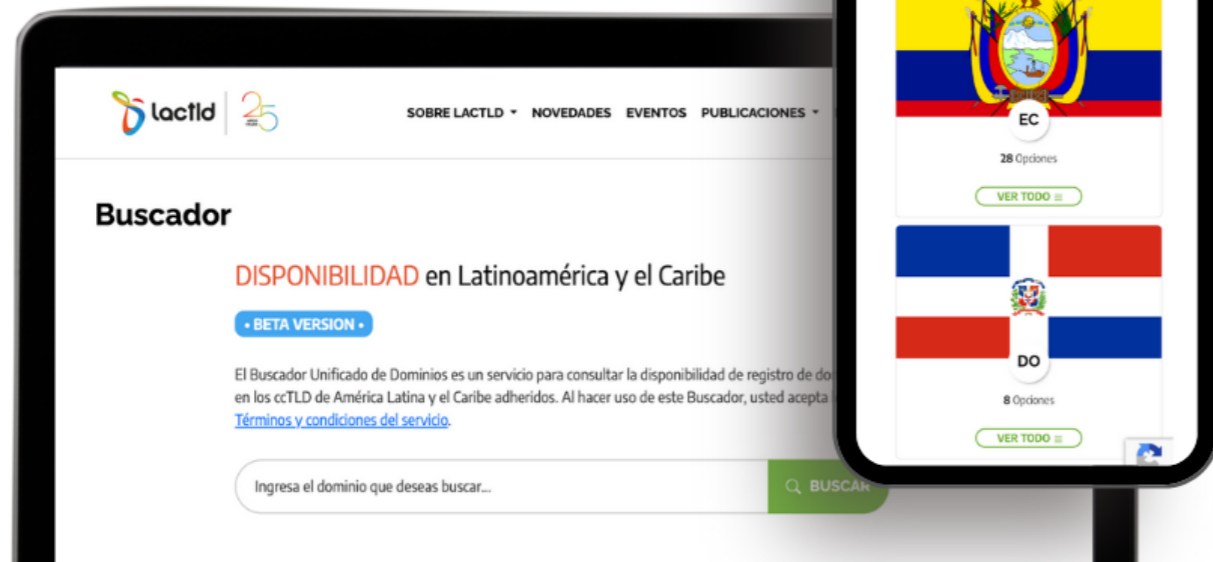 lactld
25
SOBRE LACTLD NOVEDADES EVENTOS PUBLICACIONES
Buscador
DISPONIBILIDAD en Latinoamérica y el Caribe
• BETA VERSION •
El Buscador Unificado de Dominios es un servicio para consultar la disponibilidad de registro de
en los ccTLD de América Latina y el Caribe adheridos. Al hacer uso de este Buscador, usted acepta
Términos y condiciones del servicio.
Ingresa el dominio que deseas buscar...
BUSCAR
EC
28 Opciones
VER TODO
DO
8 Opciones
VER TODO